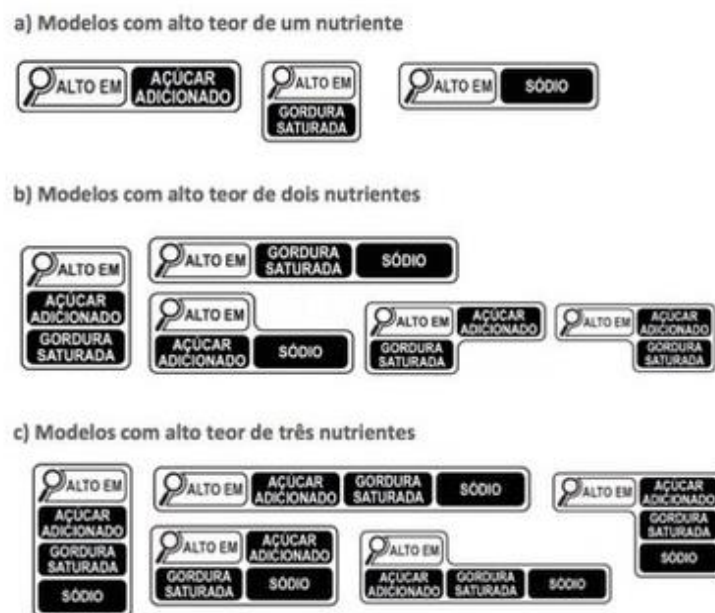 a) Modelos com alto teor de um nutriente
ALTO EM
AÇÚCAR
ADICIONADO
ALTO EM
GORDURA
SATURADA
ALTO EM
SÓDIO
b) Modelos com alto teor de dois nutrientes
ALTO EM
AÇÚCAR
ADICIONADO
GORDURA
SATURADA
ALTO EM
GORDURA
SATURADA
SÓDIO
ALTO EM
AÇÚCAR
ADICIONADO
SÓDIO
ALTO EM
AÇÚCAR
ADICIONADO
GORDURA
SATURADA
ALTO EM
AÇÚCAR
ADICIONADO
GORDURA
SATURADA
c) Modelos com alto teor de três nutrientes
ALTO EM
AÇÚCAR
ADICIONADO
GORDURA
SATURADA
SÓDIO
ALTO EM
AÇÚCAR
ADICIONADO
GORDURA
SATURADA
SÓDIO
ALTO EM
AÇÚCAR
ADICIONADO
GORDURA
SATURADA
SÓDIO
ALTO EM
AÇÚCAR
ADICIONADO
GORDURA
SATURADA
SÓDIO
ALTO EM
AÇÚCAR
ADICIONADO
GORDURA
SATURADA
SÓDIO